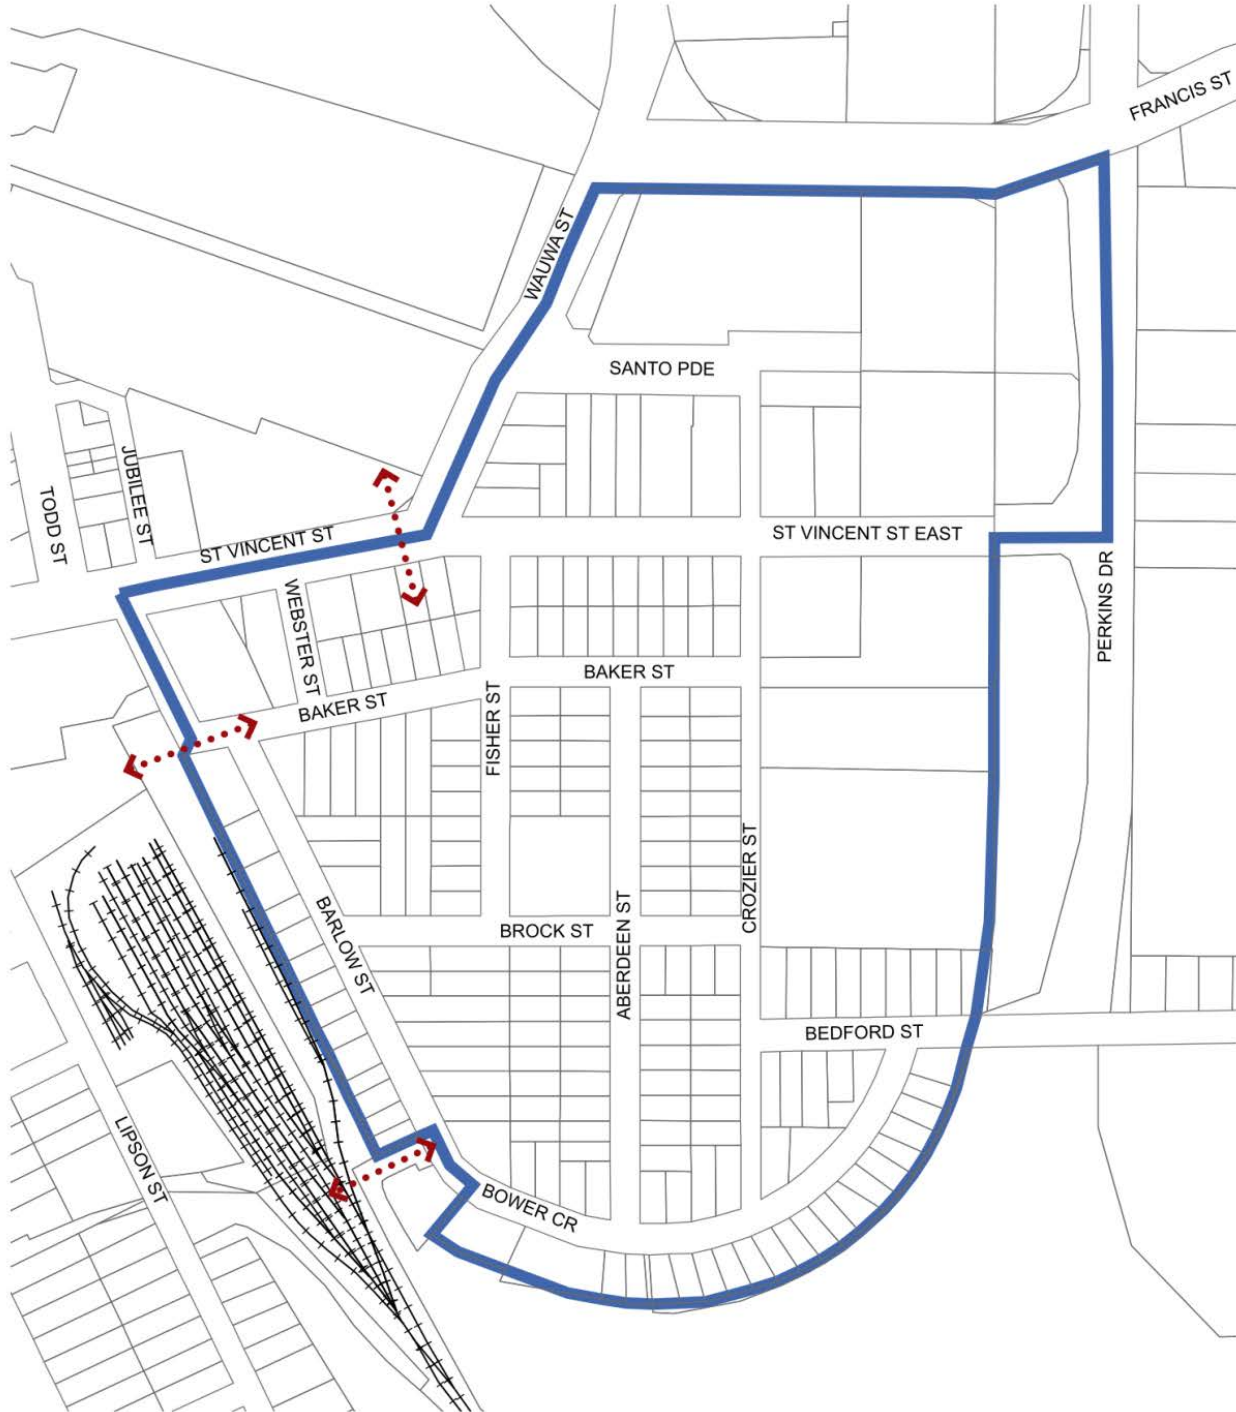 FRANCIS ST
WAUWA ST
SANTO PDE
JUBILEE ST
TODD ST
ST VINCENT ST
ST VINCENT ST EAST
WEBSTER ST
PERKINS DR
BAKER ST
BAKER ST
FISHER ST
CROZIER ST
BARLOW ST
BROCK ST
ABERDEEN ST
BEDFORD ST
LIPSON ST
BOWER CR